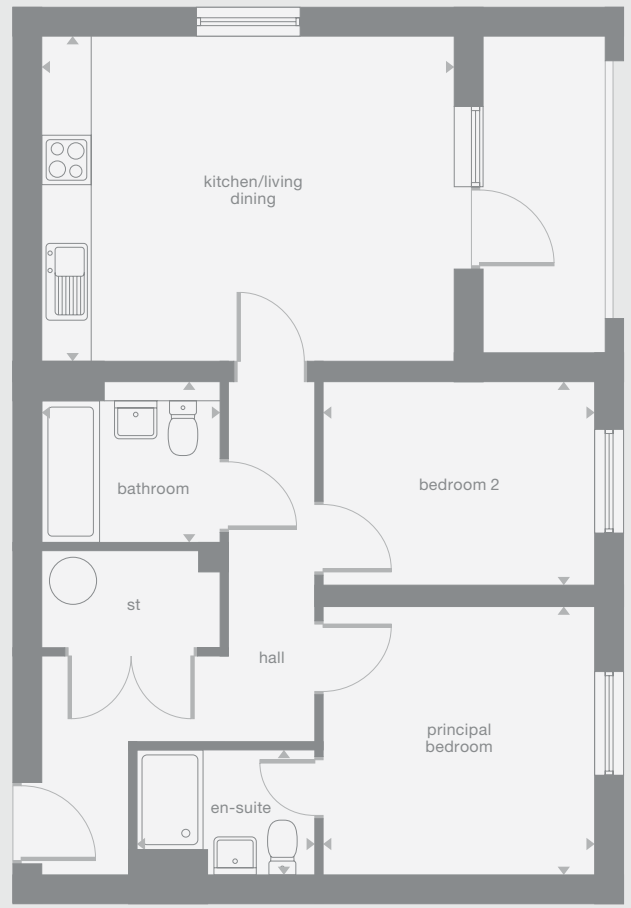 kitchen/living
dining
bathroom
bedroom 2
st
hall
principal
bedroom
en-suite